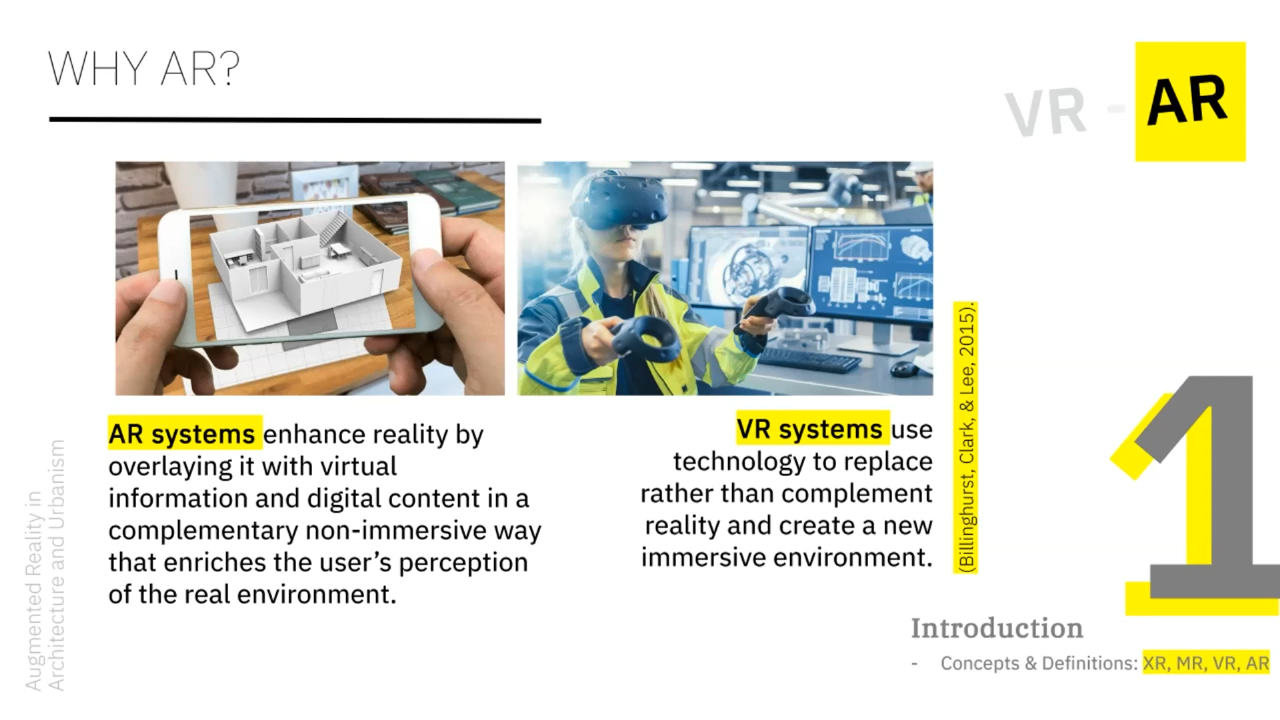 WHY AR?
VR - AR
AR systems enhance reality by
overlaying it with virtual
information and digital content in a
complementary non-immersive way
that enriches the user’s perception
of the real environment.
VR systems use
technology to replace
rather than complement
reality and create a new
immersive environment.
(Billinghurst, Clark, & Lee, 2015).
1
Introduction
- Concepts & Definitions: XR, MR, VR, AR
Augmented Reality in
Architecture and Urbanism